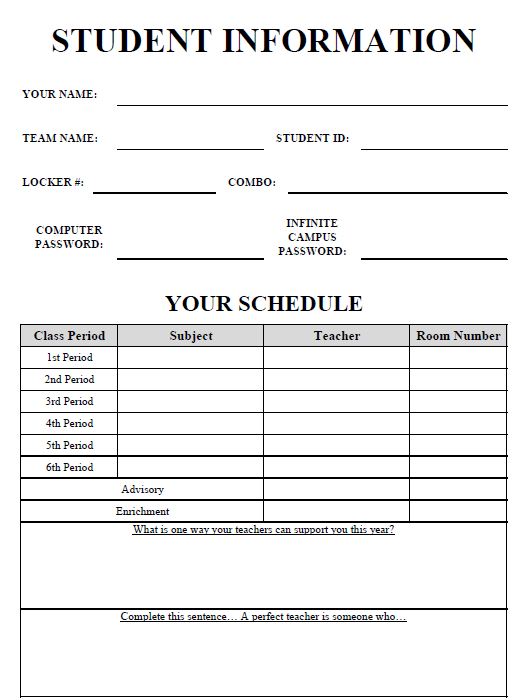 STUDENT INFORMATION
YOUR NAME:
TEAM NAME: STUDENT ID:
LOCKER #: COMBO:
COMPUTER PASSWORD:
INFINITE CAMPUS PASSWORD:
YOUR SCHEDULE
Class Period Subject Teacher Room Number
1st Period
2nd Period
3rd Period
4th Period
5th Period
6th Period
Advisory
Enrichment
What is one way your teachers can support you this year?
Complete this sentence… A perfect teacher is someone who…